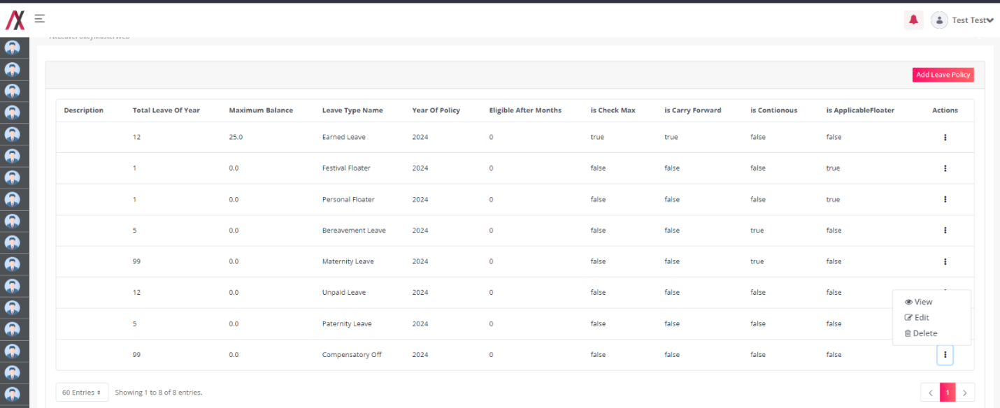 Test Test
AxLeavePolicyMasterWeb
Add Leave Policy
Description Total Leave Of Year Maximum Balance Leave Type Name Year Of Policy Eligible After Months is Check Max is Carry Forward is Contionous is ApplicableFloater Actions
12 25.0 Earned Leave 2024 0 true true false false
1 0.0 Festival Floater 2024 0 false false false true
1 0.0 Personal Floater 2024 0 false false false true
5 0.0 Bereavement Leave 2024 0 false false true false
99 0.0 Maternity Leave 2024 0 false false true false
12 0.0 Unpaid Leave 2024 0 false false false false
View
Edit
5 0.0 Paternity Leave 2024 0 false false false false
Delete
99 0.0 Compensatory Off 2024 0 false false false false
60 Entries Showing 1 to 8 of 8 entries. 1